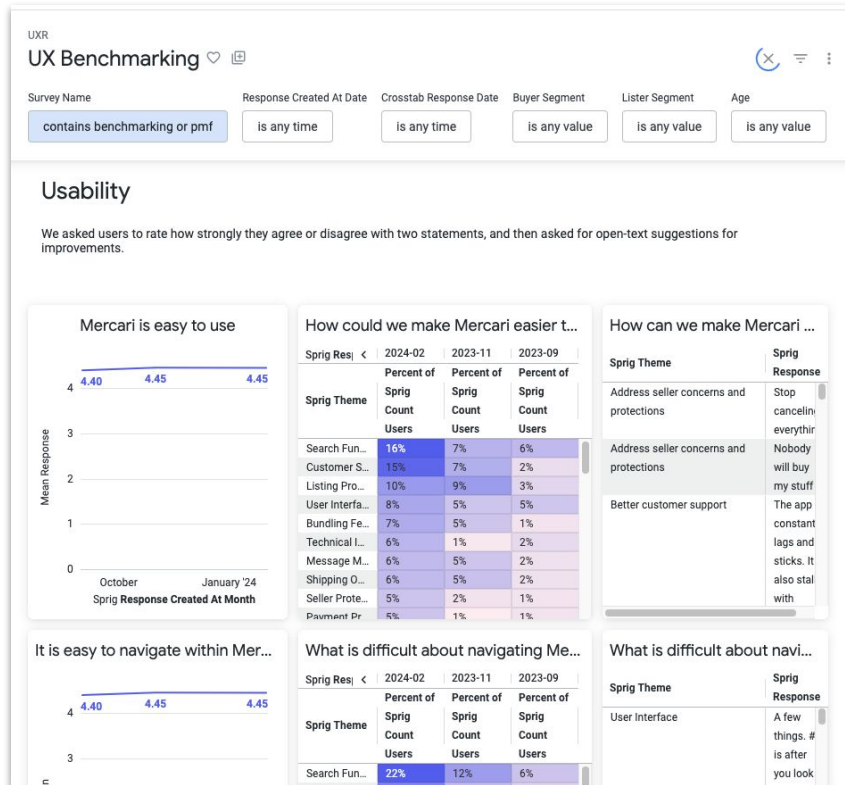 UXR
UX Benchmarking
Survey Name
Response Created At Date
Crosstab Response Date
Buyer Segment
Lister Segment
Age
contains benchmarking or pmf
is any time
is any time
is any value
is any value
is any value
Usability
We asked users to rate how strongly they agree or disagree with two statements, and then asked for open-text suggestions for
improvements.
Mercari is easy to use
4.40 4.45 4.45
4
3
2
1
0
Mean Response
October January '24
Sprig Response Created At Month
How could we make Mercari easier t...
Sprig Res 2024-02 2023-11 2023-09
Sprig Theme
Percent of Sprig Count Users
Percent of Sprig Count Users
Percent of Sprig Count Users
Search Fun... 16% 7% 6%
Customer S... 15% 7% 2%
Listing Pro... 10% 9% 3%
User Interfa... 8% 5% 5%
Bundling Fe... 7% 5% 1%
Technical I... 6% 1% 2%
Message M... 6% 5% 2%
Shipping O... 6% 5% 2%
Seller Prote... 5% 2% 1%
Payment Pr... 5% 1% 1%
How can we make Mercari ...
Sprig Theme
Sprig Response
Address seller concerns and protections
Stop
everything
Address seller concerns and protections
Nobody will buy my stuff
Better customer support
The app
lags and sticks. It also
with
It is easy to navigate within Mer...
4.40 4.45 4.45
4
3
What is difficult about navigating Me...
Sprig Res 2024-02 2023-11 2023-09
Sprig Theme
Percent of Sprig Count Users
Percent of Sprig Count Users
Percent of Sprig Count Users
Search Fun... 22% 12% 6%
What is difficult about navi...
Sprig Theme
Sprig Response
User Interface
A few things. # is after you look